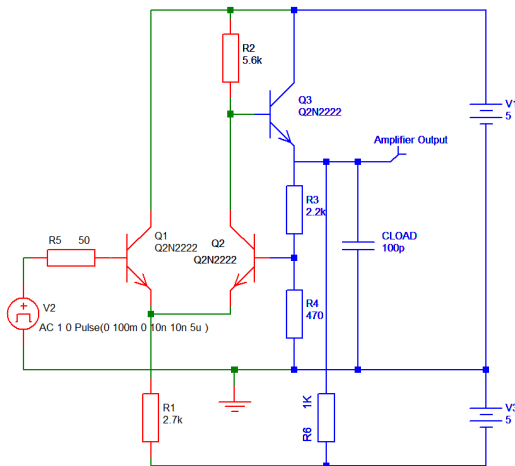 R2
5.6k
Q3
Q2N2222
V1
5
Amplifier Output
R3
2.2k
CLOAD
100p
R5 50
Q1
Q2N2222
Q2
Q2N2222
R4
470
V2
AC 1 0 Pulse(0 100m 0 10n 10n 5u )
R1
2.7k
R6 1K
V3
5